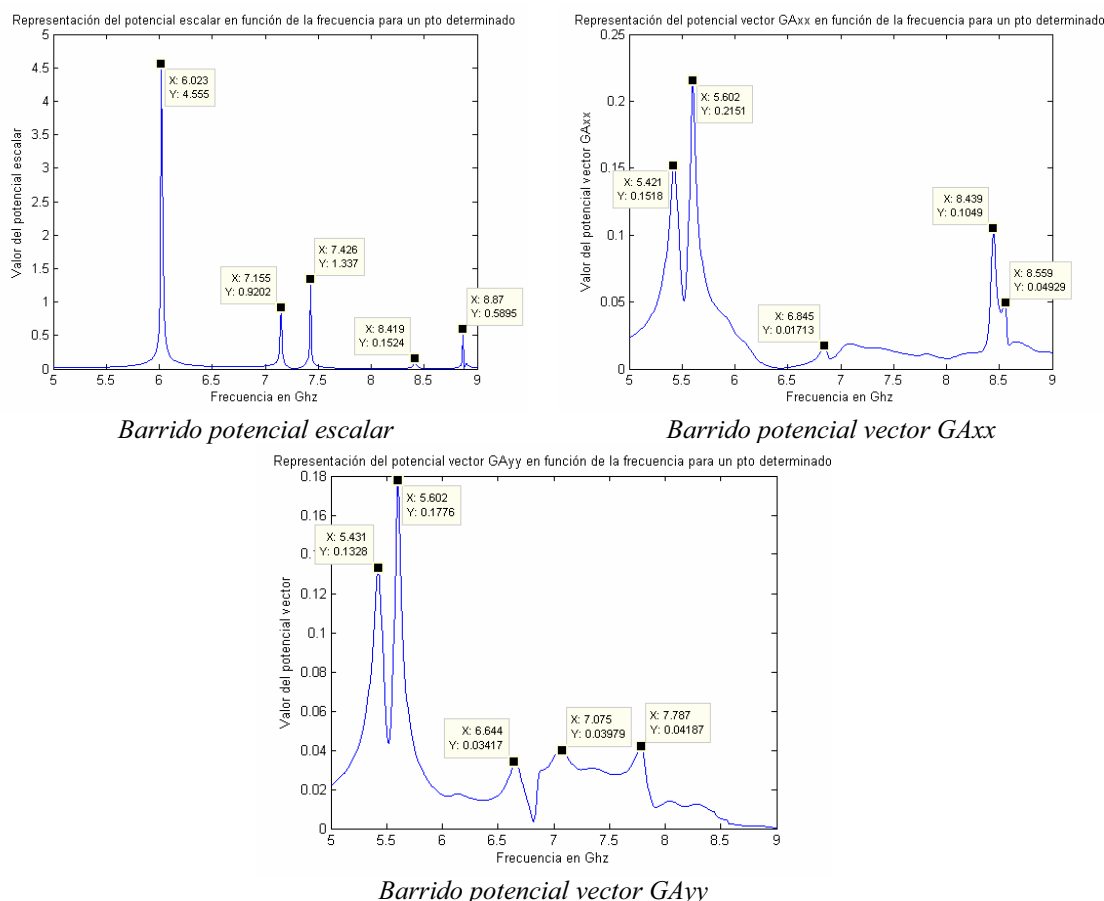 Representación del potencial escalar en función de la frecuencia para un pto determinado
5
4.5
4
3.5
3
2.5
2
1.5
1
0.5
0
Valor del potencial escalar
X: 6.023
Y: 4.555
X: 7.155
Y: 0.9202
X: 7.426
Y: 1.337
X: 8.419
Y: 0.1524
X: 8.87
Y: 0.5895
5 5.5 6 6.5 7 7.5 8 8.5 9
Frecuencia en Ghz
Barrido potencial escalar
Representación del potencial vector GAxx en función de la frecuencia para un pto determinado
0.25
0.2
0.15
0.1
0.05
0
Valor del potencial vector GAxx
X: 5.421
Y: 0.1518
X: 5.602
Y: 0.2151
X: 6.845
Y: 0.01713
X: 8.439
Y: 0.1049
X: 8.559
Y: 0.04929
5 5.5 6 6.5 7 7.5 8 8.5 9
Frecuencia en Ghz
Barrido potencial vector GAxx
Representación del potencial vector GAyy en función de la frecuencia para un pto determinado
0.18
0.16
0.12
0.1
0.08
0.06
0.04
0.02
0
Valor del potencial vector
X: 5.431
Y: 0.1328
X: 5.602
Y: 0.1776
X: 6.644
Y: 0.03417
X: 7.075
Y: 0.03979
X: 7.787
Y: 0.04187
5 5.5 6 6.5 7 7.5 8 8.5 9
Frecuencia en Ghz
Barrido potencial vector GAyy